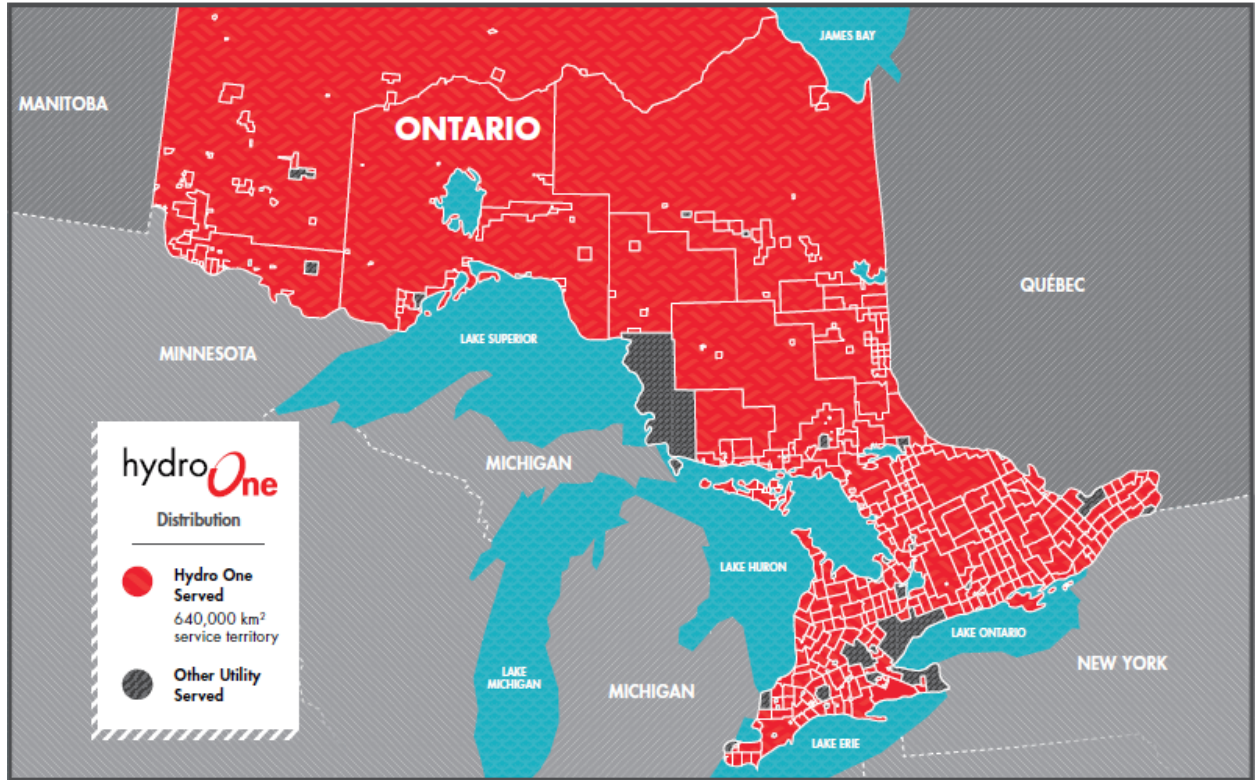 JAMES BAY
MANITOBA
ONTARIO
QUÉBEC
LAKE SUPERIOR
MINNESOTA
MICHIGAN
LAKE HURON
LAKE ONTARIO
NEW YORK
LAKE
MICHIGAN
MICHIGAN
LAKE ERIE
hydroOne
Distribution
Hydro One
Served
640,000 km²
service territory
Other Utility
Served